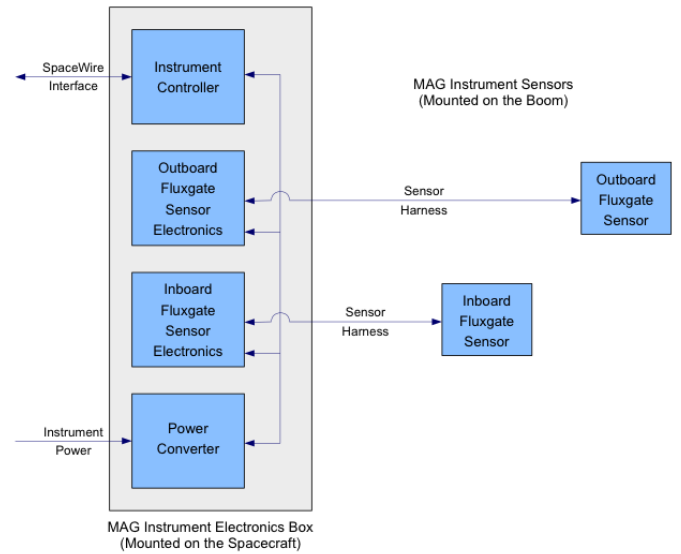 SpaceWire
Interface
Instrument
Controller
MAG Instrument Sensors
(Mounted on the Boom)
Outboard
Fluxgate
Sensor
Electronics
Sensor
Harness
Outboard
Fluxgate
Sensor
Inboard
Fluxgate
Sensor
Electronics
Sensor
Harness
Inboard
Fluxgate
Sensor
Instrument
Power
Power
Converter
MAG Instrument Electronics Box
(Mounted on the Spacecraft)